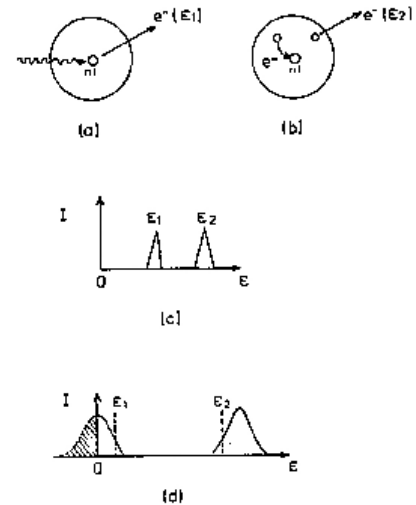 e⁻(ε₁) e⁻(ε₂)
nl e⁻ nl
(a) (b)
I ε₁ ε₂
0 ε
(c)
I ε₁ ε₂
0 ε
(d)